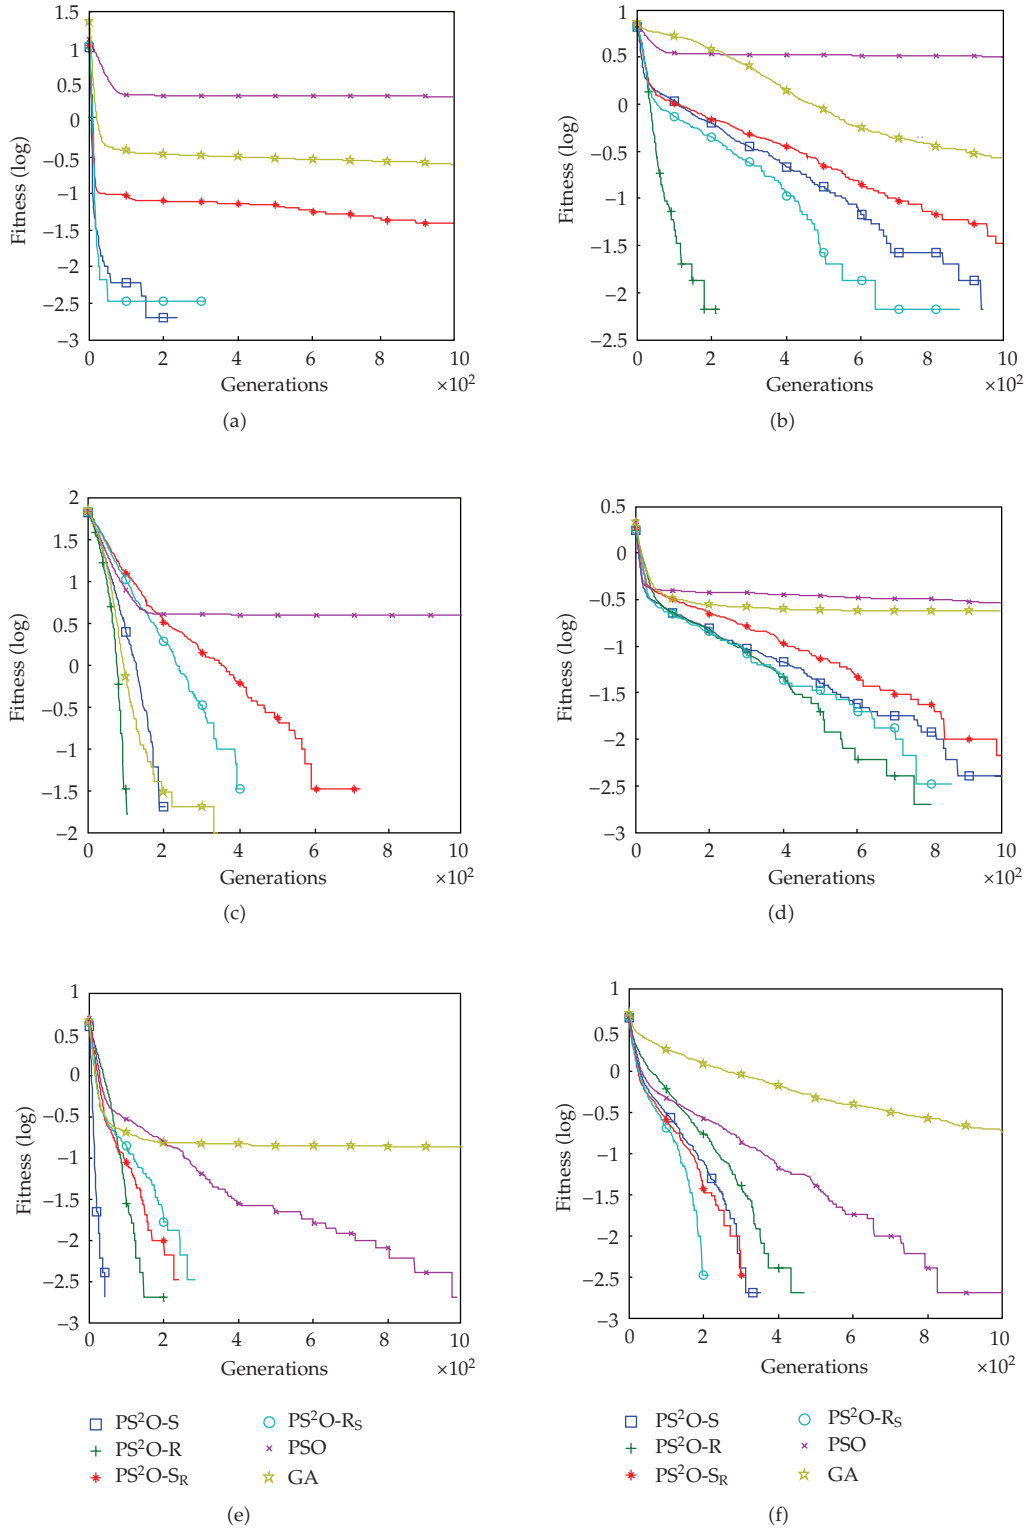 1.5
1
0.5
0
−0.5
−1
−1.5
−2
−2.5
−3
Fitness (log)
0 2 4 6 8 10
Generations ×10²
(a)
1
0.5
0
−0.5
−1
−1.5
−2
−2.5
Fitness (log)
0 2 4 6 8 10
Generations ×10²
(b)
2
1.5
1
0.5
0
−0.5
−1
−1.5
−2
Fitness (log)
0 2 4 6 8 10
Generations ×10²
(c)
0.5
0
−0.5
−1
−1.5
−2
−2.5
−3
Fitness (log)
0 2 4 6 8 10
Generations ×10²
(d)
1
0.5
0
−0.5
−1
−1.5
−2
−2.5
−3
Fitness (log)
0 2 4 6 8 10
Generations ×10²
PS²O-S
PS²O-R
PS²O-S_R
PS²O-R_S
PSO
GA
(e)
1
0.5
0
−0.5
−1
−1.5
−2
−2.5
−3
Fitness (log)
0 2 4 6 8 10
Generations ×10²
PS²O-S
PS²O-R
PS²O-S_R
PS²O-R_S
PSO
GA
(f)